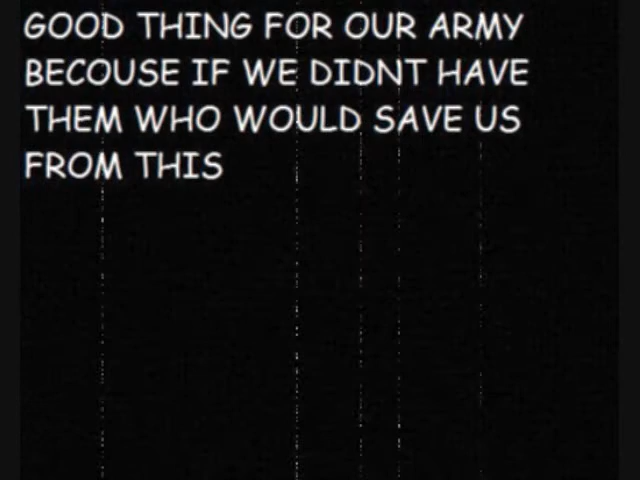 GOOD THING FOR OUR ARMY
BECOUSE IF WE DIDNT HAVE
THEM WHO WOULD SAVE US
FROM THIS